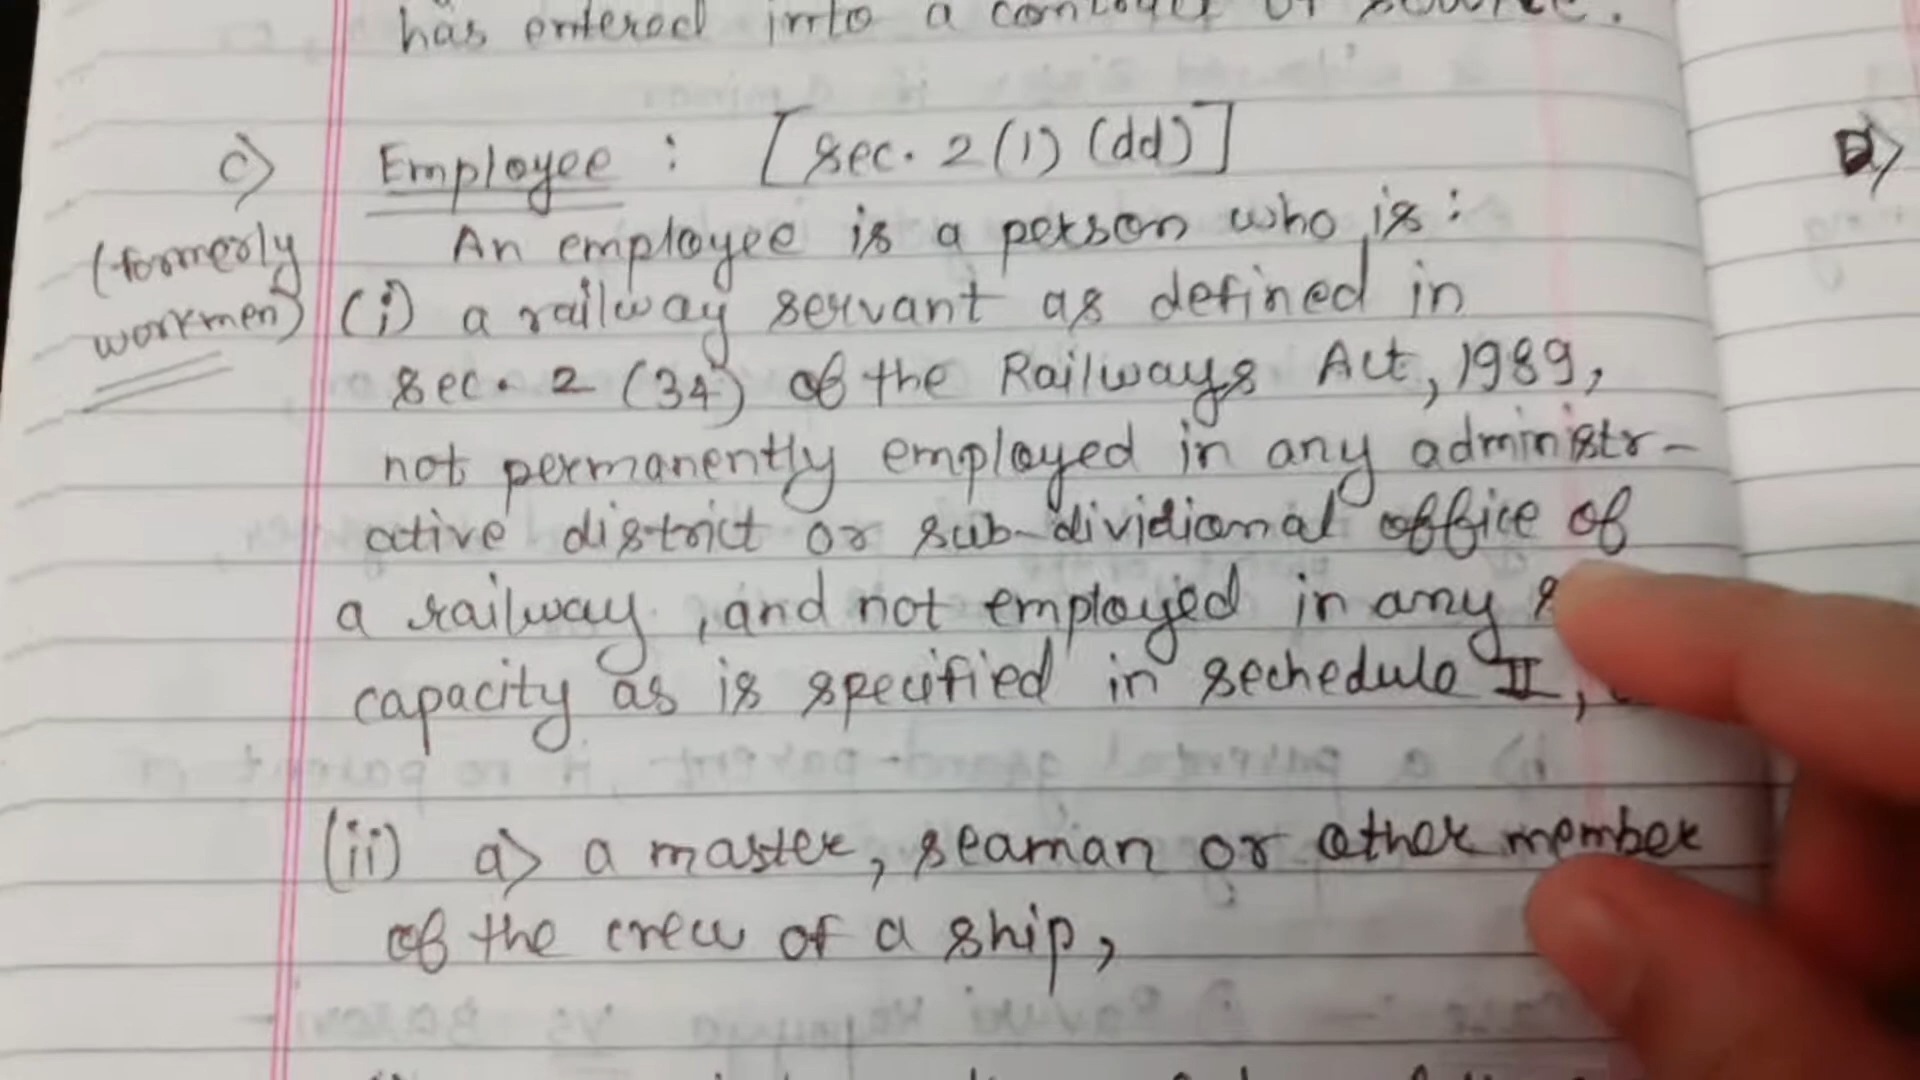 has entered into a
c) Employee : [sec. 2 (1) (dd)]
(formerly workmen)
An employee is a person who is :
(i) a railway servant as defined in
sec. 2 (34) of the Railways Act, 1989,
not permanently employed in any administr-
ative district or sub-dividional office of
a railway, and not employed in any
capacity as is specified in sechedule II,
(ii) a) a master, seaman or other member
of the crew of a ship,
D)